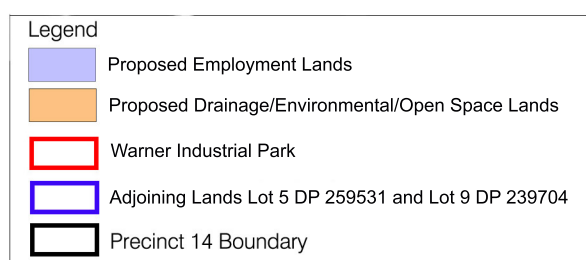 Legend
Proposed Employment Lands
Proposed Drainage/Environmental/Open Space Lands
Warner Industrial Park
Adjoining Lands Lot 5 DP 259531 and Lot 9 DP 239704
Precinct 14 Boundary